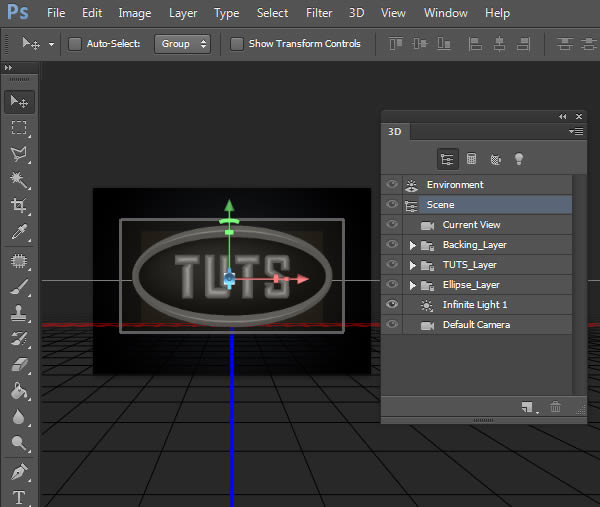 Ps File Edit Image Layer Type Select Filter 3D View Window Help
Auto-Select: Group Show Transform Controls
3D
Environment
Scene
Current View
Backing_Layer
TUTS_Layer
Ellipse_Layer
Infinite Light 1
Default Camera
TUTS
T